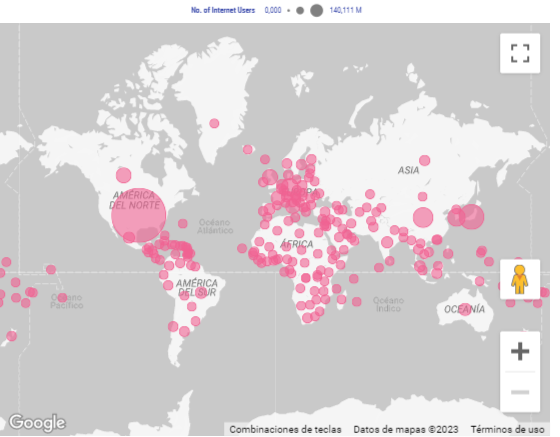 No. of Internet Users 0,000 140,111 M
ASIA
AMÉRICA
DEL NORTE
Océano
Atlántico
ÁFRICA
AMÉRICA
DEL SUR
Océano
Pacífico
Océano
Índico
OCEANÍA
Google
Combinaciones de teclas Datos de mapas ©2023 Términos de uso